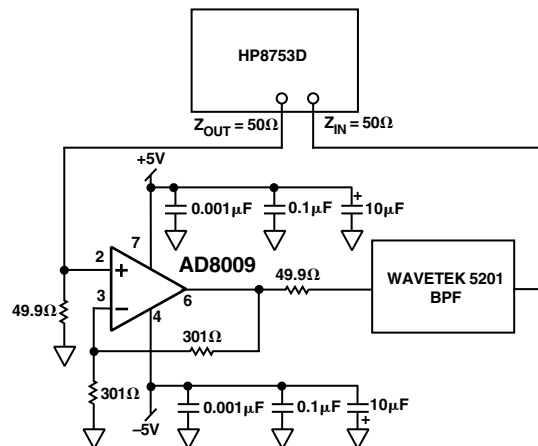 HP8753D
Z_OUT = 50Ω
Z_IN = 50Ω
+5V
+
0.001µF
0.1µF
10µF
7
2
+
AD8009
WAVETEK 5201
BPF
3
−
6
4
49.9Ω
49.9Ω
301Ω
301Ω
0.001µF
0.1µF
10µF
+
–5V